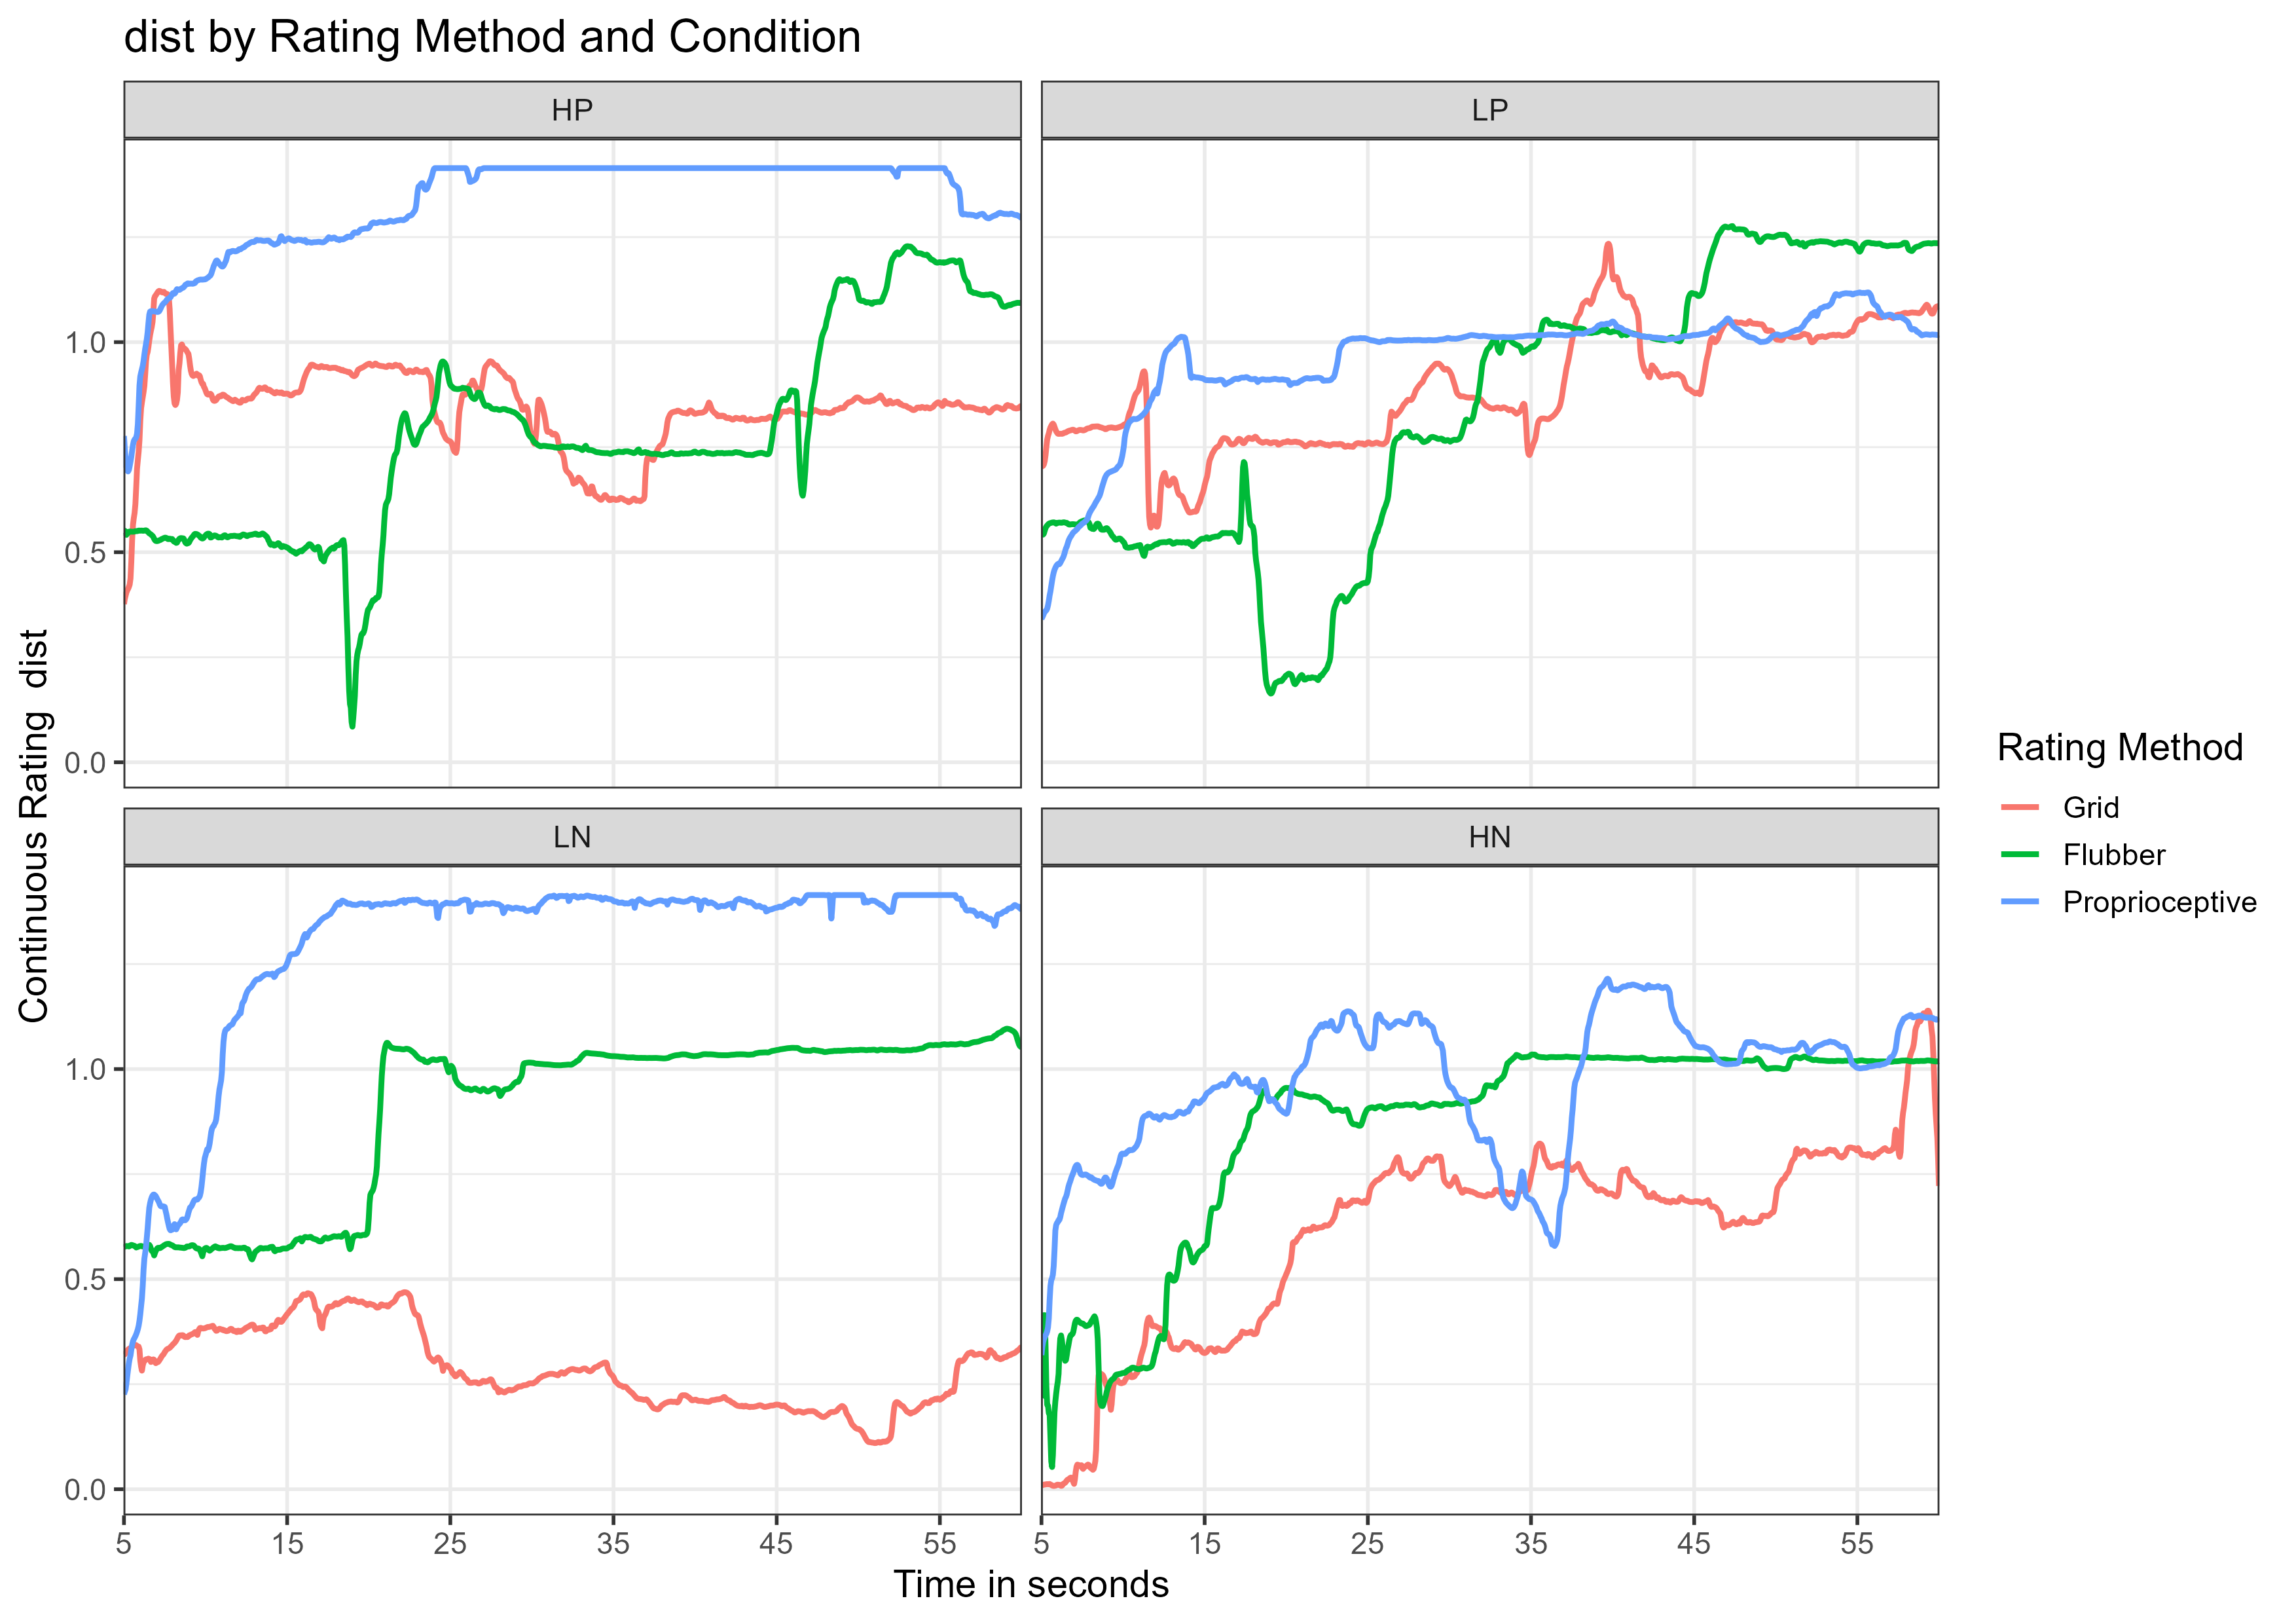 dist by Rating Method and Condition
HP
LP
1.0
0.5
0.0
LN
HN
1.0
0.5
0.0
5 15 25 35 45 55
5 15 25 35 45 55
Time in seconds
Continuous Rating  dist
Rating Method
Grid
Flubber
Proprioceptive